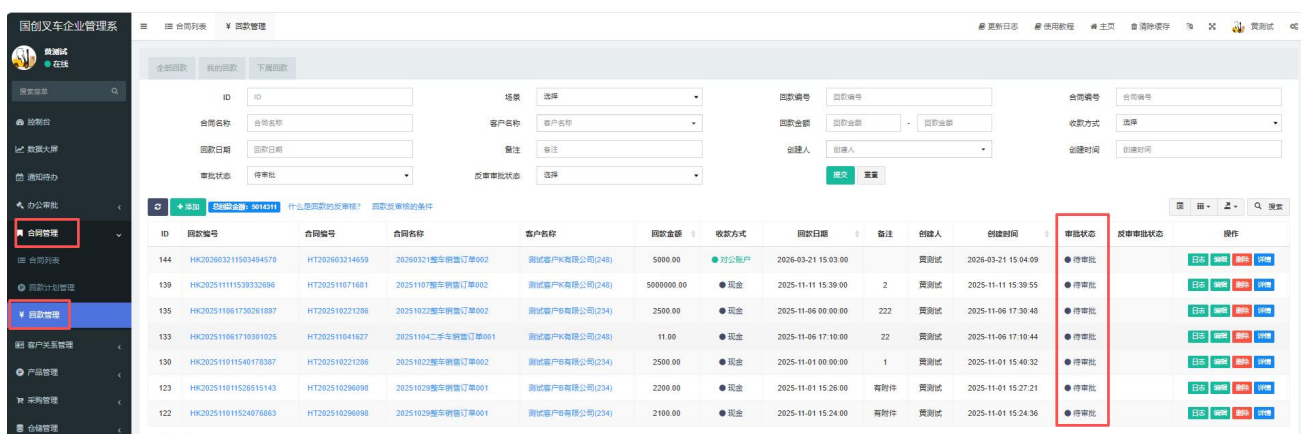 国创叉车企业管理系
合同列表 ¥ 回款管理
更新日志 使用教程 主页 清除缓存 黄测试
黄测试
在线
搜索菜单
控制台
数据大屏
通知待办
办公审批
合同管理
合同列表
回款计划管理
¥ 回款管理
客户关系管理
产品管理
采购管理
仓储管理
全部回款 我的回款 下属回款
ID ID 场景 选择 回款编号 回款编号 合同编号 合同编号
合同名称 合同名称 客户名称 客户名称 回款金额 回款金额 - 回款金额 收款方式 选择
回款日期 回款日期 备注 备注 创建人 创建人 创建时间 创建时间
审批状态 待审批 反审审批状态 选择 提交 重置
+添加 总回款金额：5014311 什么是回款的反审核? 回款反审核的条件 搜索
ID 回款编号 合同编号 合同名称 客户名称 回款金额 收款方式 回款日期 备注 创建人 创建时间 审批状态 反审审批状态 操作
144 HK202603211503494570 HT202603214659 20260321整车销售订单002 测试客户K有限公司(248) 5000.00 对公账户 2026-03-21 15:03:00 黄测试 2026-03-21 15:04:09 待审批 日志 编辑 删除 详情
139 HK202511111539332696 HT202511071681 20251107整车销售订单002 测试客户K有限公司(248) 5000000.00 现金 2025-11-11 15:39:00 2 黄测试 2025-11-11 15:39:55 待审批 日志 编辑 删除 详情
135 HK202511061730261897 HT202510221286 20251022整车销售订单002 测试客户B有限公司(234) 2500.00 现金 2025-11-06 00:00:00 222 黄测试 2025-11-06 17:30:48 待审批 日志 编辑 删除 详情
133 HK202511061710301025 HT202511041627 20251104二手车销售订单001 测试客户K有限公司(248) 11.00 现金 2025-11-06 17:10:00 22 黄测试 2025-11-06 17:10:44 待审批 日志 编辑 删除 详情
130 HK202511011540178387 HT202510221286 20251022整车销售订单002 测试客户B有限公司(234) 2500.00 现金 2025-11-01 00:00:00 1 黄测试 2025-11-01 15:40:32 待审批 日志 编辑 删除 详情
123 HK202511011526515143 HT202510296098 20251029整车销售订单001 测试客户B有限公司(234) 2200.00 现金 2025-11-01 15:26:00 有附件 黄测试 2025-11-01 15:27:21 待审批 日志 编辑 删除 详情
122 HK202511011524076863 HT202510296098 20251029整车销售订单001 测试客户B有限公司(234) 2100.00 现金 2025-11-01 15:24:00 有附件 黄测试 2025-11-01 15:24:36 待审批 日志 编辑 删除 详情